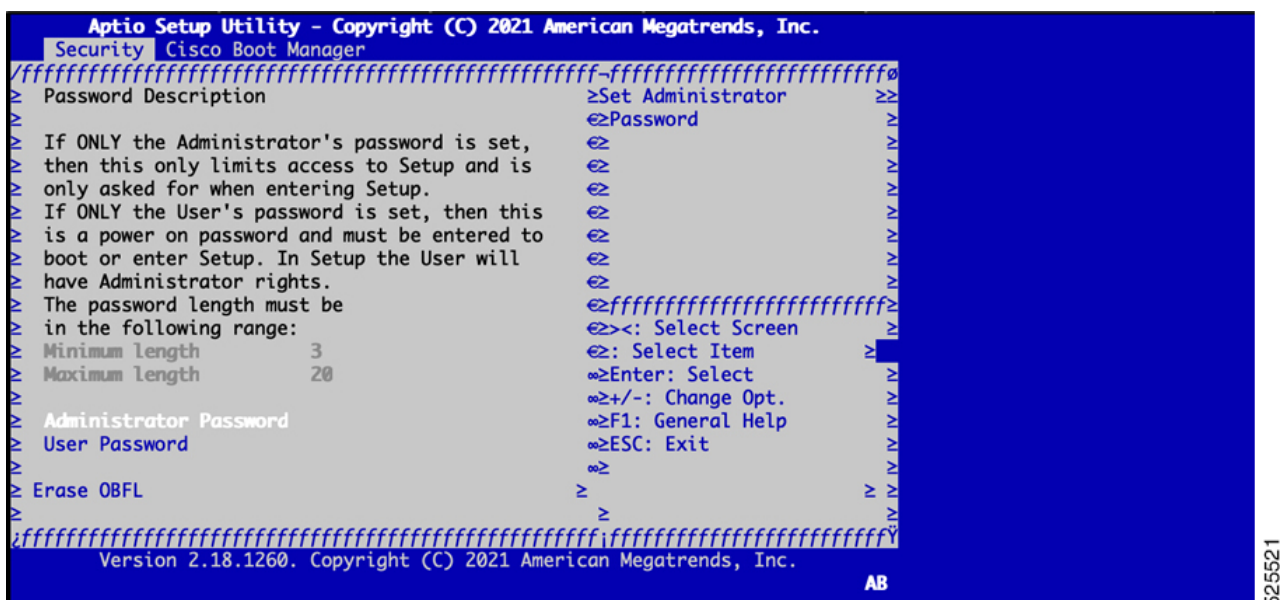 Aptio Setup Utility - Copyright (C) 2021 American Megatrends, Inc.
Security Cisco Boot Manager
/ffffffffffffffffffffffffffffffffffffffffffffffffffff¬fffffffffffffffffffffffffø
≥ Password Description ≥Set Administrator ≥≥
≥ €≥Password ≥
≥ If ONLY the Administrator's password is set, €≥ ≥
≥ then this only limits access to Setup and is €≥ ≥
≥ only asked for when entering Setup. €≥ ≥
≥ If ONLY the User's password is set, then this €≥ ≥
≥ is a power on password and must be entered to €≥ ≥
≥ boot or enter Setup. In Setup the User will €≥ ≥
≥ have Administrator rights. €≥ ≥
≥ The password length must be €≥fffffffffffffffffffffffff≥
≥ in the following range: €≥><: Select Screen ≥
≥ Minimum length 3 €≥: Select Item ≥
≥ Maximum length 20 ∞≥Enter: Select ≥
≥ ∞≥+/-: Change Opt. ≥
≥ Administrator Password ∞≥F1: General Help ≥
≥ User Password ∞≥ESC: Exit ≥
≥ ∞≥ ≥
≥ Erase OBFL ≥ ≥ ≥
≥ ≥ ≥
¿ffffffffffffffffffffffffffffffffffffffffffffffffffff¡fffffffffffffffffffffffffŸ
Version 2.18.1260. Copyright (C) 2021 American Megatrends, Inc.
AB
525521